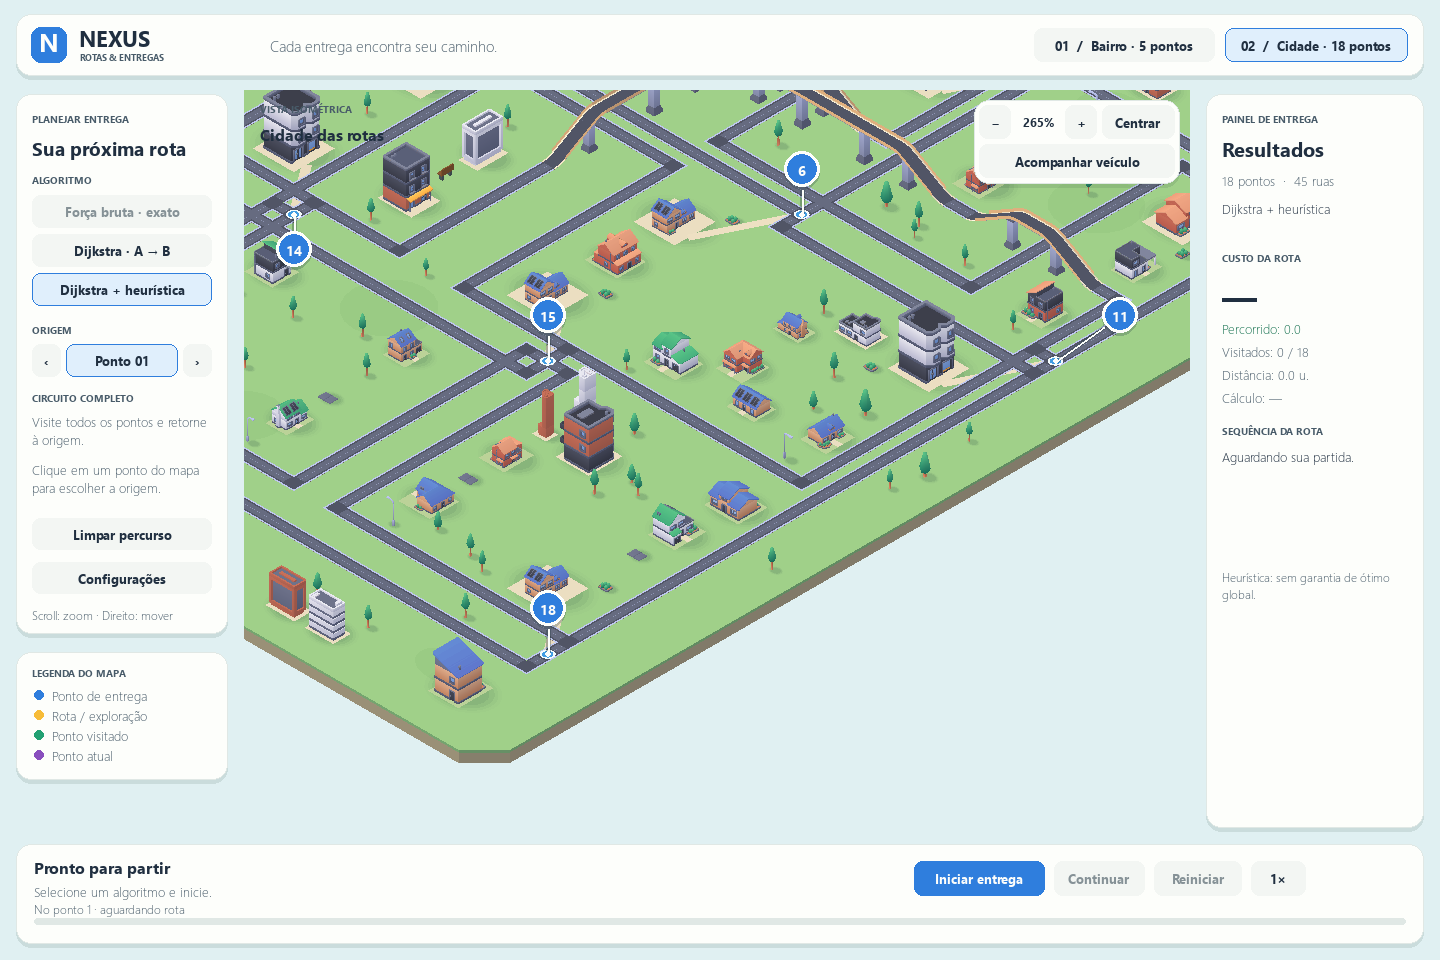 N NEXUS
ROTAS & ENTREGAS
Cada entrega encontra seu caminho.
01 / Bairro · 5 pontos
02 / Cidade · 18 pontos
PLANEJAR ENTREGA
Sua próxima rota
ALGORITMO
Força bruta · exato
Dijkstra · A → B
Dijkstra + heurística
ORIGEM
‹ Ponto 01 ›
CIRCUITO COMPLETO
Visite todos os pontos e retorne
à origem.
Clique em um ponto do mapa
para escolher a origem.
Limpar percurso
Configurações
Scroll: zoom · Direito: mover
LEGENDA DO MAPA
Ponto de entrega
Rota / exploração
Ponto visitado
Ponto atual
VISTA ISOMÉTRICA
Cidade das rotas
− 265% + Centrar
Acompanhar veículo
6
14
15
11
18
PAINEL DE ENTREGA
Resultados
18 pontos · 45 ruas
Dijkstra + heurística
CUSTO DA ROTA
—
Percorrido: 0.0
Visitados: 0 / 18
Distância: 0.0 u.
Cálculo: —
SEQUÊNCIA DA ROTA
Aguardando sua partida.
Heurística: sem garantia de ótimo
global.
Pronto para partir
Selecione um algoritmo e inicie.
No ponto 1 · aguardando rota
Iniciar entrega
Continuar
Reiniciar
1×